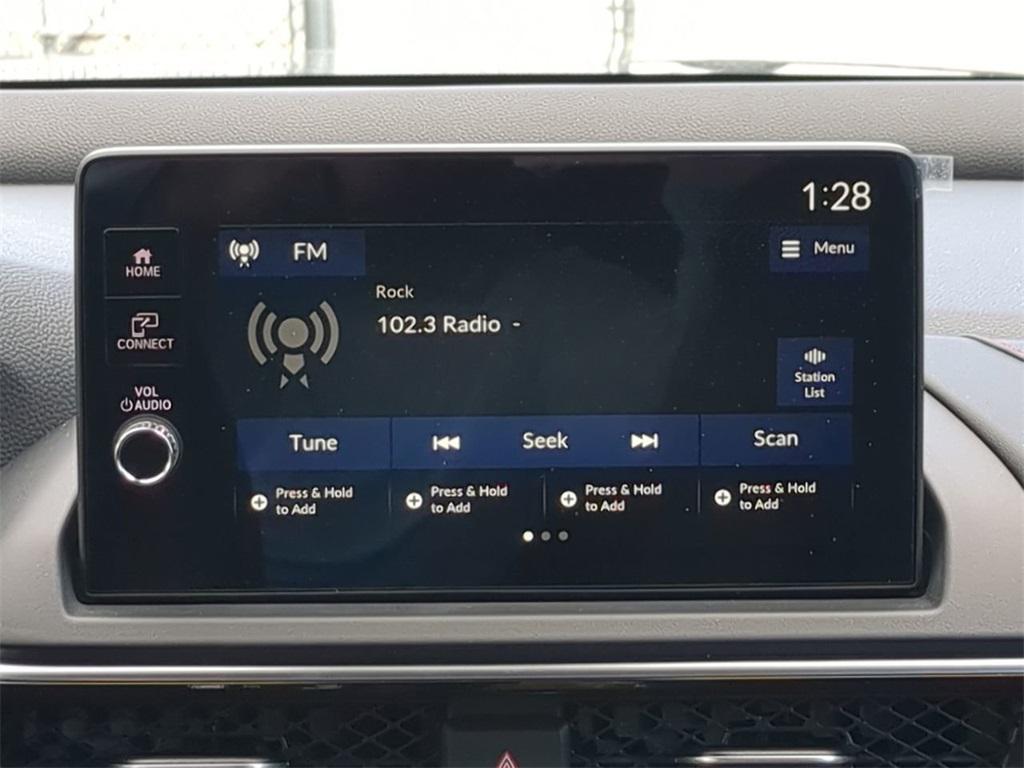 1:28
HOME
FM
Menu
Rock
102.3 Radio -
CONNECT
Station
List
VOL
AUDIO
Tune
Seek
Scan
Press & Hold
to Add
Press & Hold
to Add
Press & Hold
to Add
Press & Hold
to Add